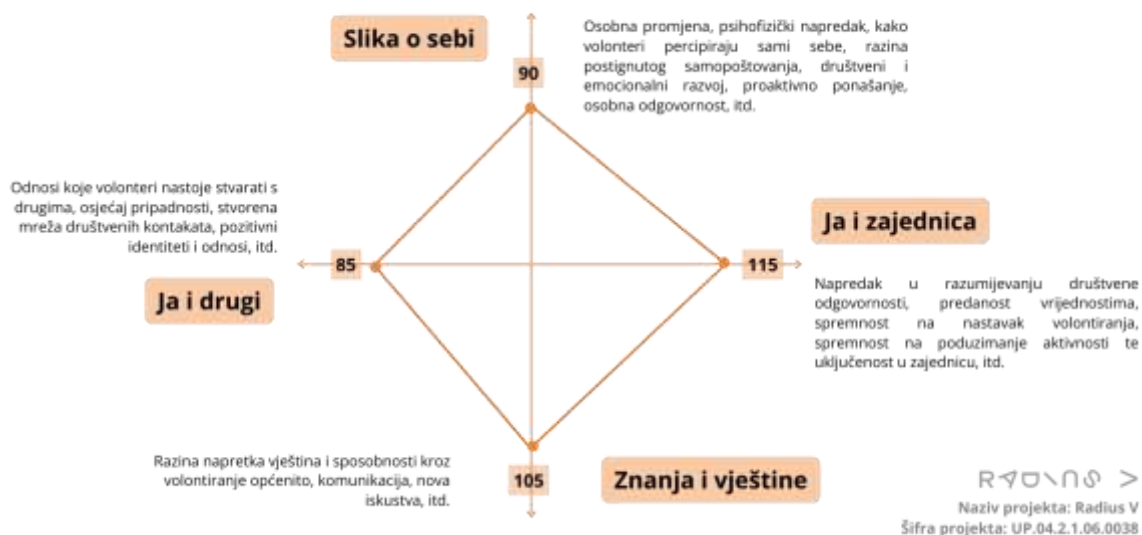 Slika o sebi
90
Osobna promjena, psihofizički napredak, kako
volonteri percipiraju sami sebe, razina
postignutog samopoštovanja, društveni i
emocionalni razvoj, proaktivno ponašanje,
osobna odgovornost, itd.
Odnosi koje volonteri nastoje stvarati s
drugima, osjećaj pripadnosti, stvorena
mreža društvenih kontakata, pozitivni
identiteti i odnosi, itd.
85
Ja i drugi
Ja i zajednica
115
Napredak u razumijevanju društvene
odgovornosti, predanost vrijednostima,
spremnost na nastavak volontiranja,
spremnost na poduzimanje aktivnosti te
uključenost u zajednicu, itd.
Razina napretka vještina i sposobnosti kroz
volontiranje općenito, komunikacija, nova
iskustva, itd.
105
Znanja i vještine
RADIUS >
Naziv projekta: Radius V
Šifra projekta: UP.04.2.1.06.0038